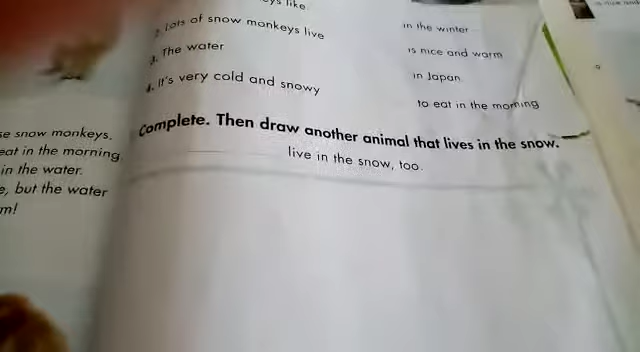 like
2. Lots of snow monkeys live
in the winter
3. The water
is nice and warm
4. It's very cold and snowy
in Japan
to eat in the morning
Complete. Then draw another animal that lives in the snow.
live in the snow, too.
snow monkeys.
eat in the morning
in the water.
, but the water
m!